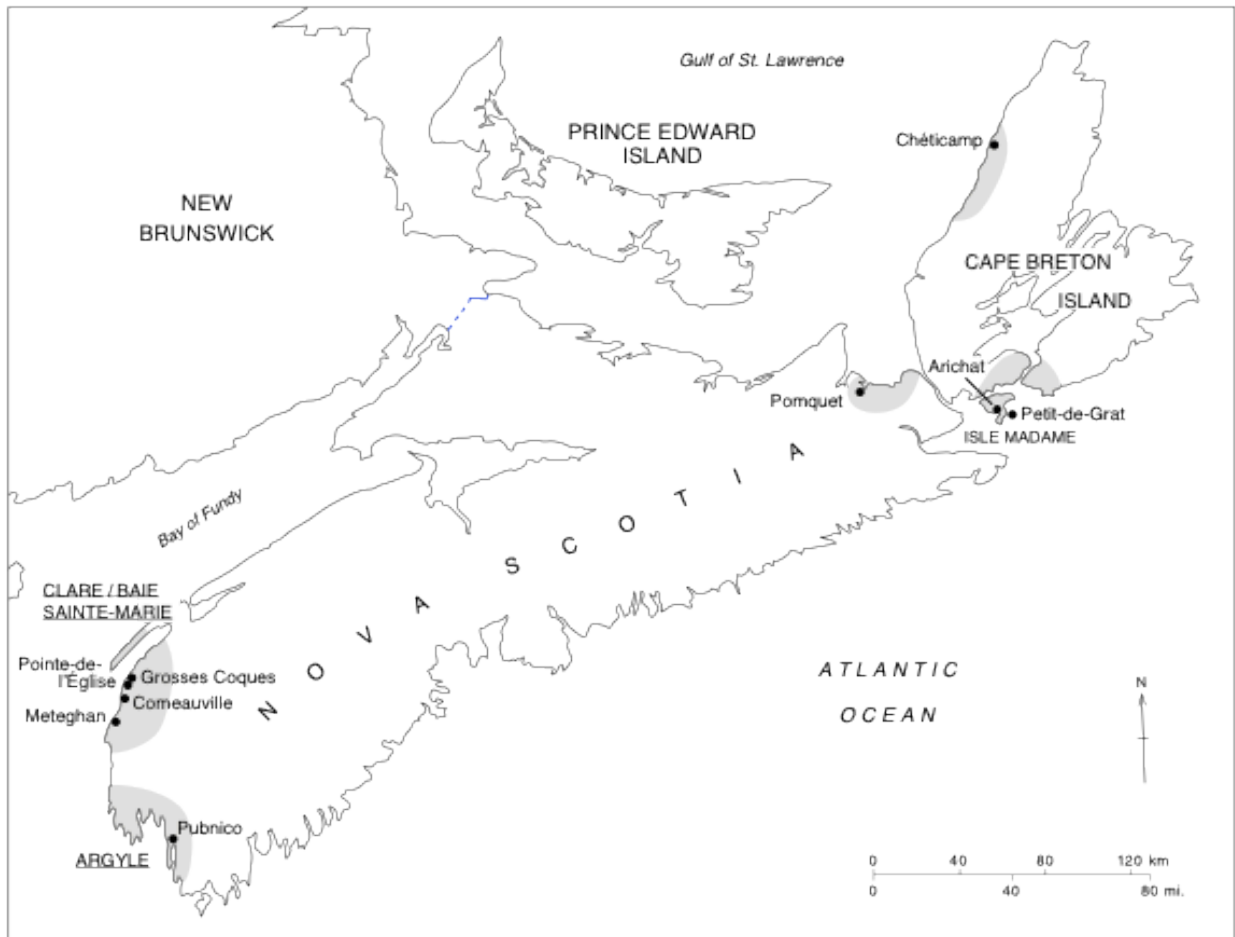 Gulf of St. Lawrence
PRINCE EDWARD
ISLAND
Chéticamp
NEW
BRUNSWICK
CAPE BRETON
ISLAND
Arichat
Pomquet
Petit-de-Grat
ISLE MADAME
NOVA SCOTIA
Bay of Fundy
CLARE / BAIE
SAINTE-MARIE
Pointe-de-
l'Église
Grosses Coques
Comeauville
Meteghan
ATLANTIC
OCEAN
N
Pubnico
ARGYLE
0 40 80 120 km
0 40 80 mi.